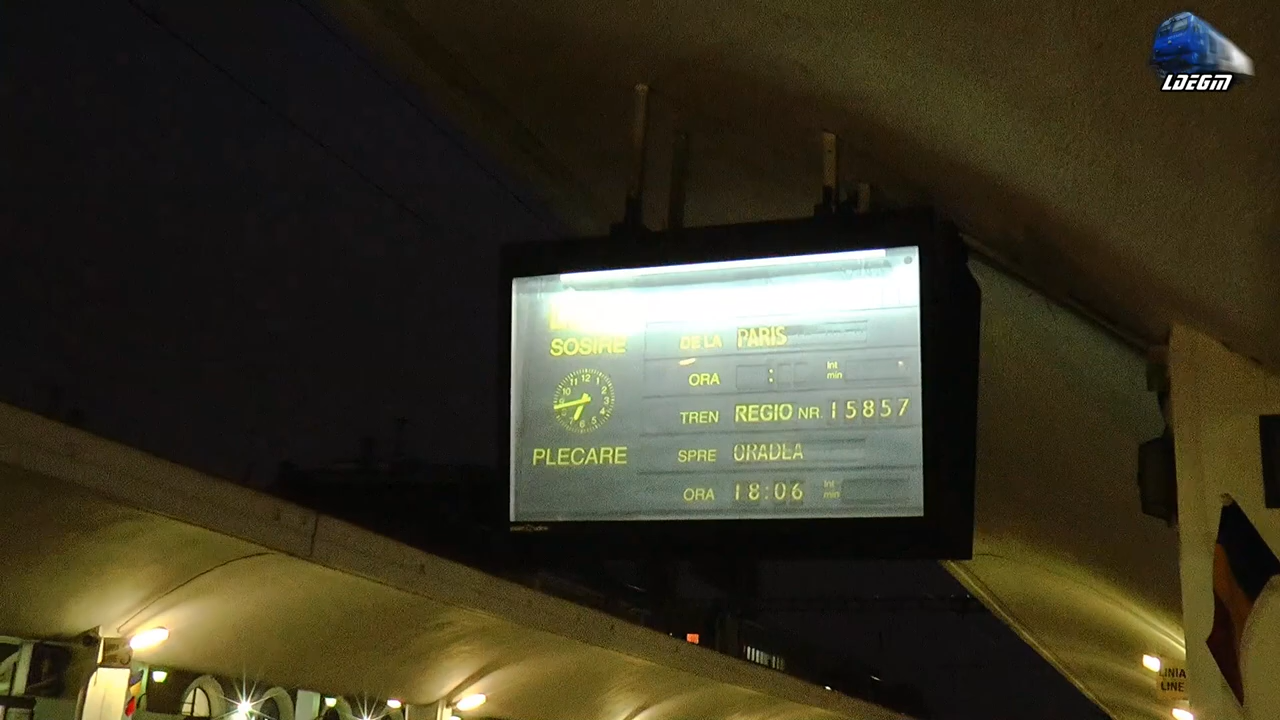 LDEGM
SOSIRE
DE LA PARIS
ORA : Int min
TREN REGIO NR. 15857
PLECARE
SPRE ORADEA
ORA 18:06 Int min
LINIA
LINE